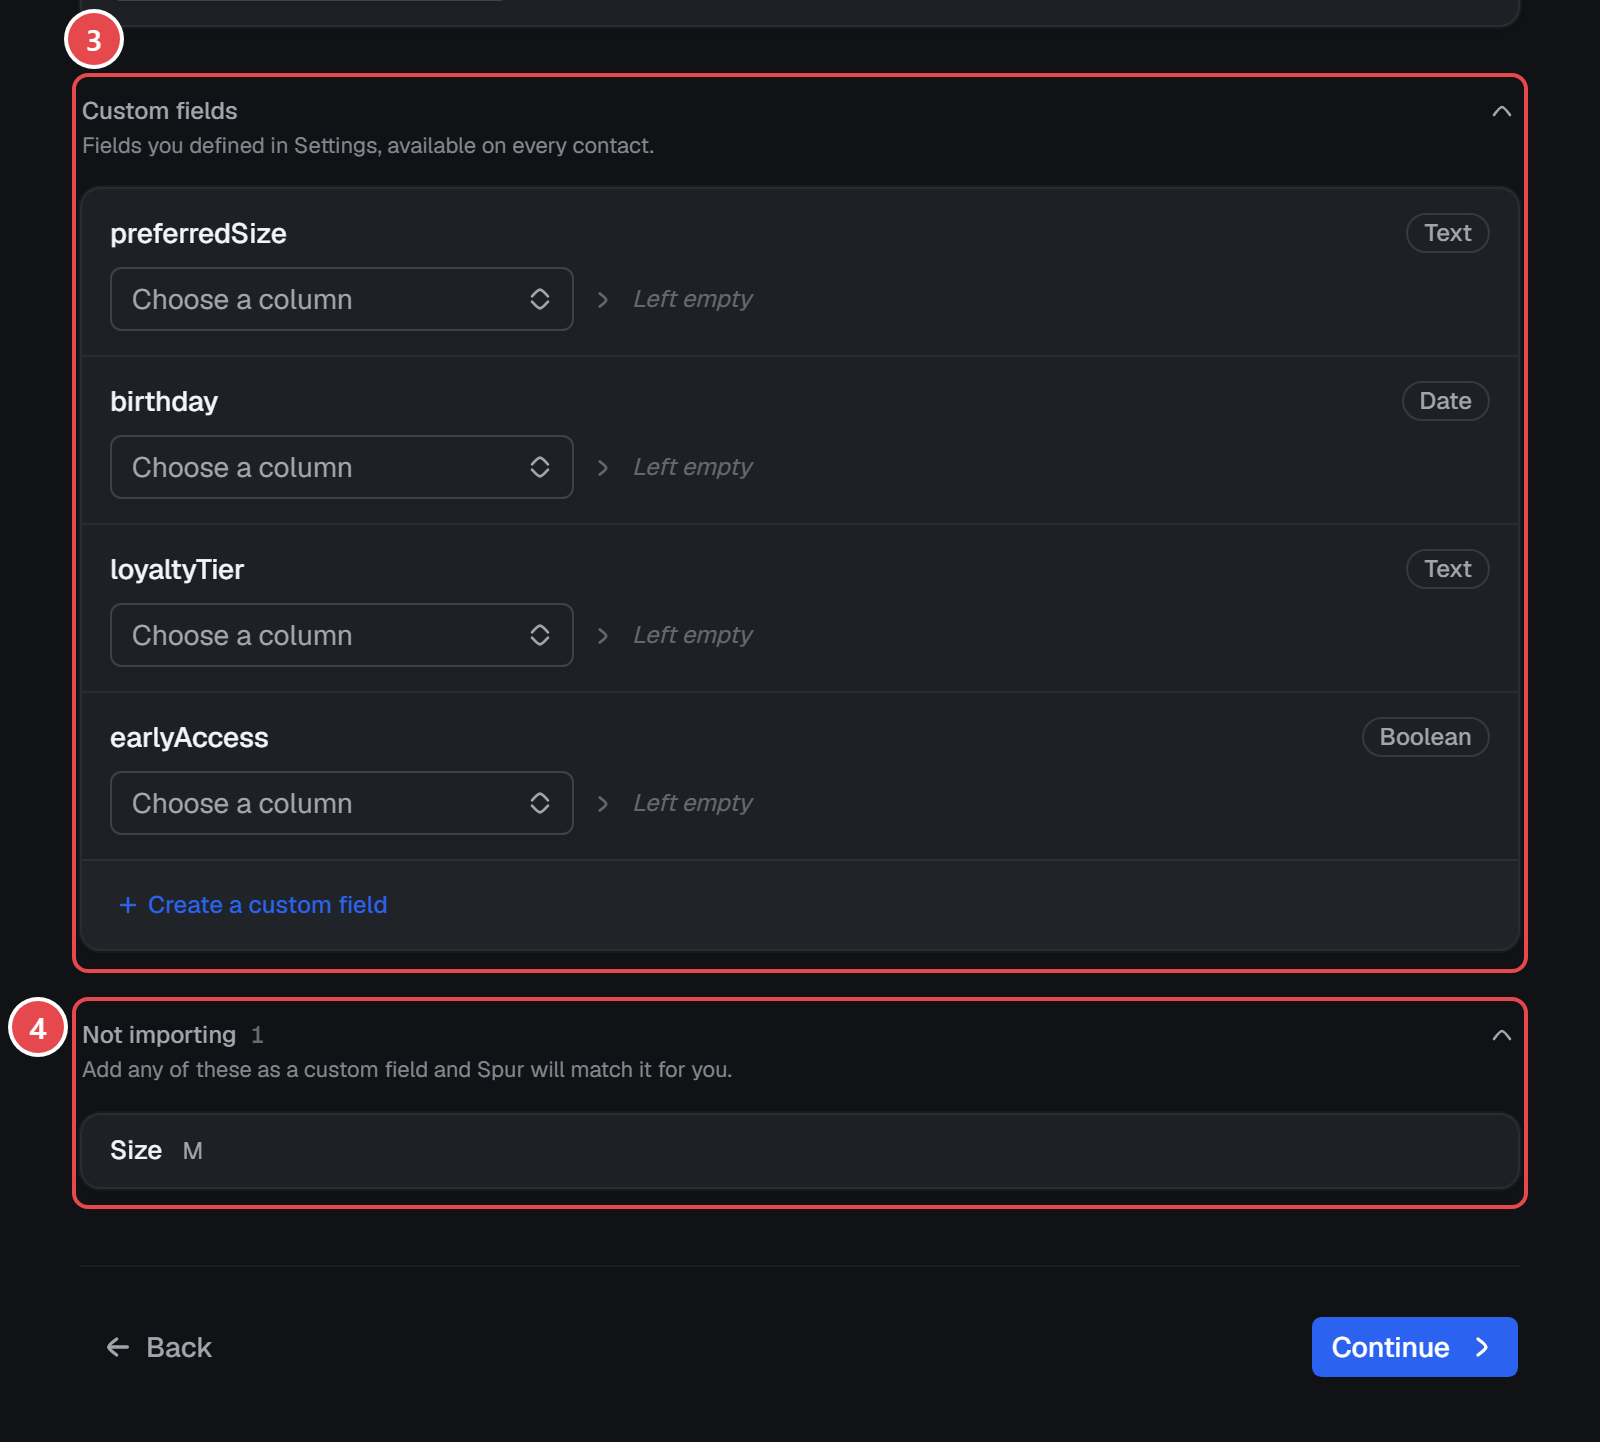 3
Custom fields
Fields you defined in Settings, available on every contact.
preferredSize
Text
Choose a column
Left empty
birthday
Date
Choose a column
Left empty
loyaltyTier
Text
Choose a column
Left empty
earlyAccess
Boolean
Choose a column
Left empty
+ Create a custom field
4
Not importing 1
Add any of these as a custom field and Spur will match it for you.
Size M
Back
Continue